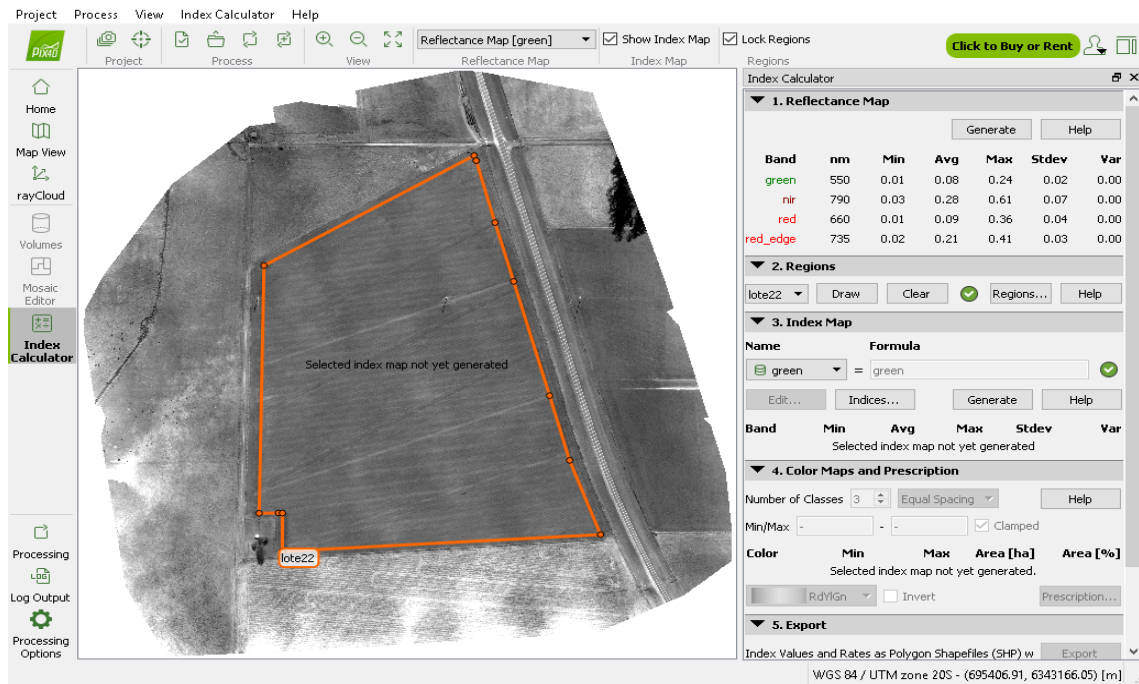 Project Process View Index Calculator Help
PIX4D
Project Process View Reflectance Map [green] Reflectance Map Show Index Map Index Map Lock Regions Regions Click to Buy or Rent
Home
Map View
rayCloud
Volumes
Mosaic
Editor
Index
Calculator
Processing
LOG
Log Output
Processing
Options
Selected index map not yet generated
lote22
Index Calculator
1. Reflectance Map
Generate Help
Band nm Min Avg Max Stdev Var
green 550 0.01 0.08 0.24 0.02 0.00
nir 790 0.03 0.28 0.61 0.07 0.00
red 660 0.01 0.09 0.36 0.04 0.00
red_edge 735 0.02 0.21 0.41 0.03 0.00
2. Regions
lote22 Draw Clear Regions... Help
3. Index Map
Name Formula
green = green
Edit... Indices... Generate Help
Band Min Avg Max Stdev Var
Selected index map not yet generated
4. Color Maps and Prescription
Number of Classes 3 Equal Spacing Help
Min/Max - - - Clamped
Color Min Max Area [ha] Area [%]
Selected index map not yet generated.
RdYlGn Invert Prescription...
5. Export
Index Values and Rates as Polygon Shapefiles (SHP) w Export
WGS 84 / UTM zone 20S - (695406.91, 6343166.05) [m]